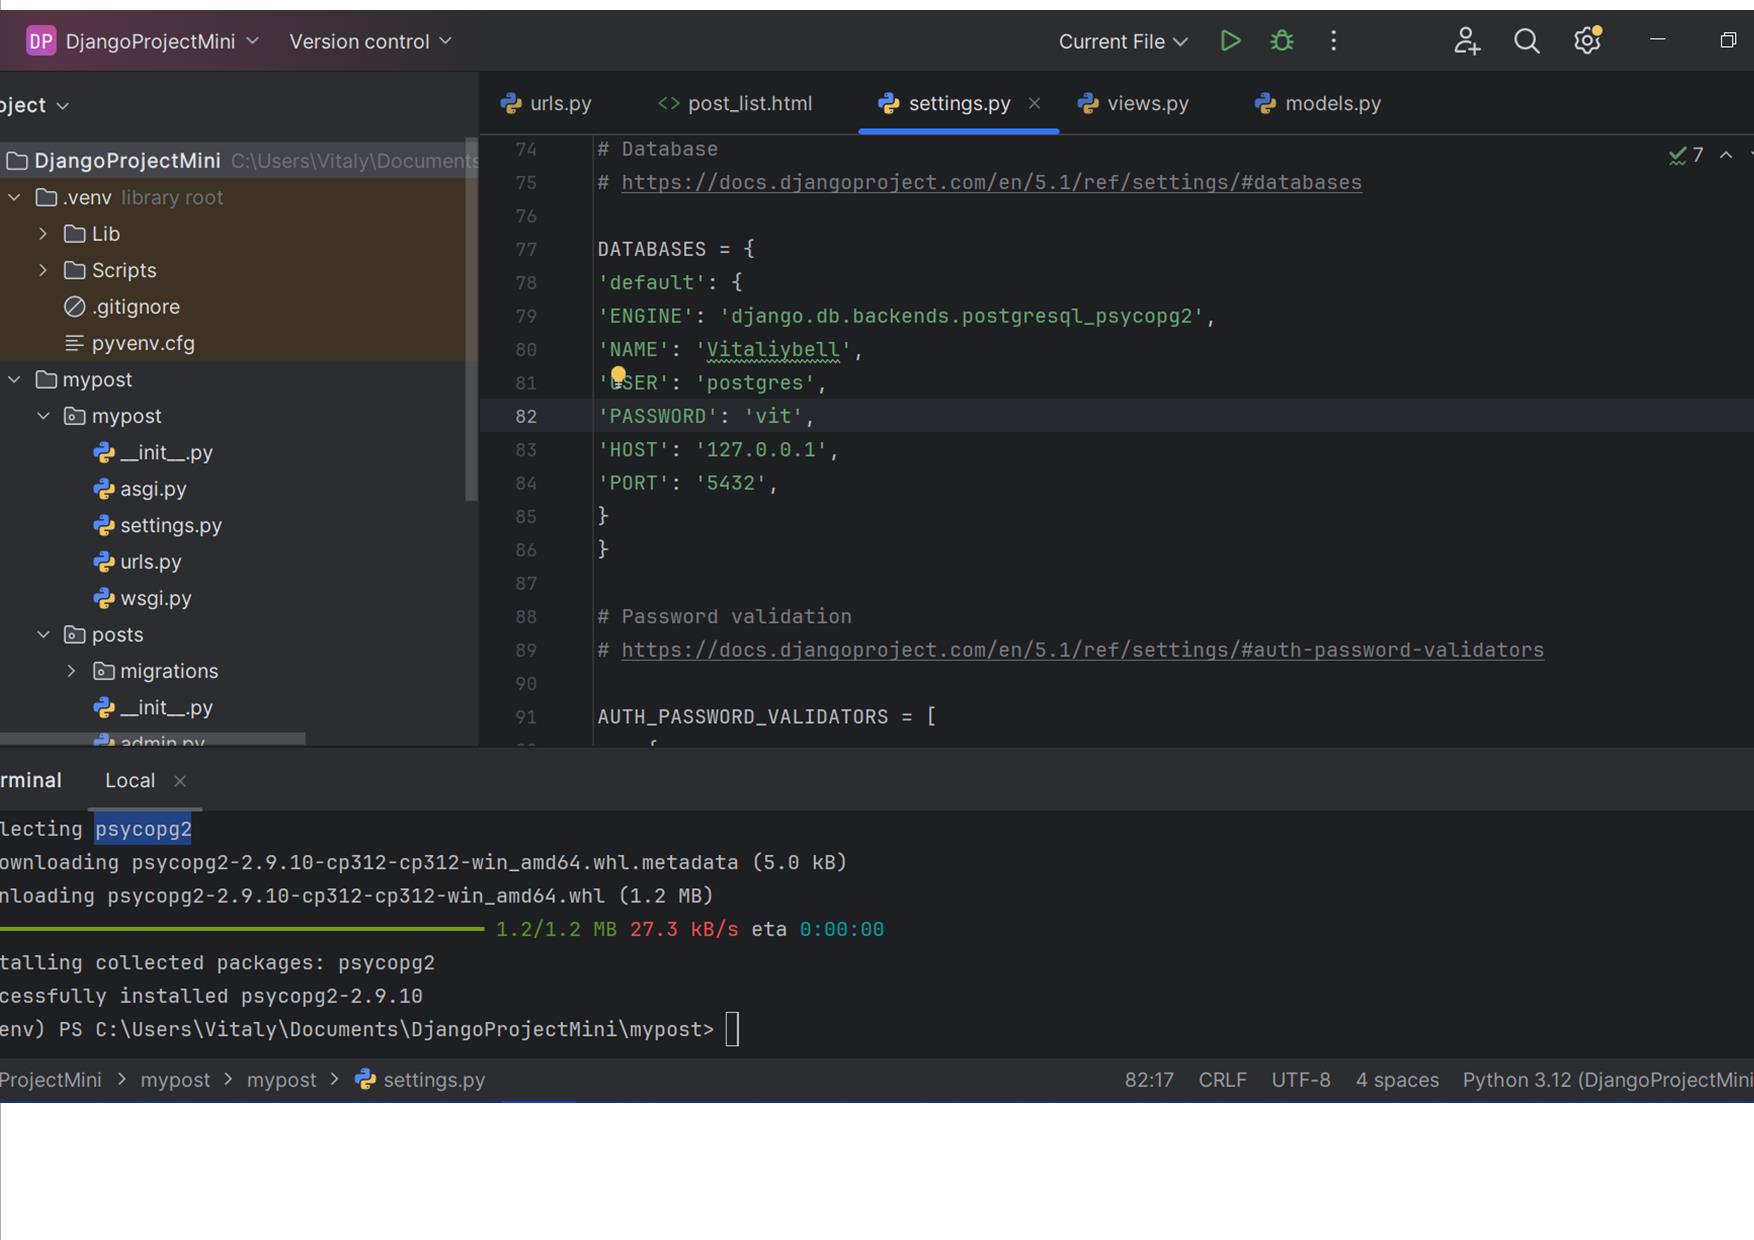 DP DjangoProjectMini Version control Current File
oject
urls.py post_list.html settings.py views.py models.py
DjangoProjectMini C:\Users\Vitaly\Documents
.venv library root
Lib
Scripts
.gitignore
pyvenv.cfg
mypost
mypost
__init__.py
asgi.py
settings.py
urls.py
wsgi.py
posts
migrations
__init__.py
admin.py
7
74 # Database
75 # https://docs.djangoproject.com/en/5.1/ref/settings/#databases
76
77 DATABASES = {
78 'default': {
79 'ENGINE': 'django.db.backends.postgresql_psycopg2',
80 'NAME': 'Vitaliybell',
81 'USER': 'postgres',
82 'PASSWORD': 'vit',
83 'HOST': '127.0.0.1',
84 'PORT': '5432',
85 }
86 }
87
88 # Password validation
89 # https://docs.djangoproject.com/en/5.1/ref/settings/#auth-password-validators
90
91 AUTH_PASSWORD_VALIDATORS = [
{
rminal Local
lecting psycopg2
ownloading psycopg2-2.9.10-cp312-cp312-win_amd64.whl.metadata (5.0 kB)
nloading psycopg2-2.9.10-cp312-cp312-win_amd64.whl (1.2 MB)
1.2/1.2 MB 27.3 kB/s eta 0:00:00
talling collected packages: psycopg2
cessfully installed psycopg2-2.9.10
env) PS C:\Users\Vitaly\Documents\DjangoProjectMini\mypost>
ProjectMini > mypost > mypost > settings.py 82:17 CRLF UTF-8 4 spaces Python 3.12 (DjangoProjectMini